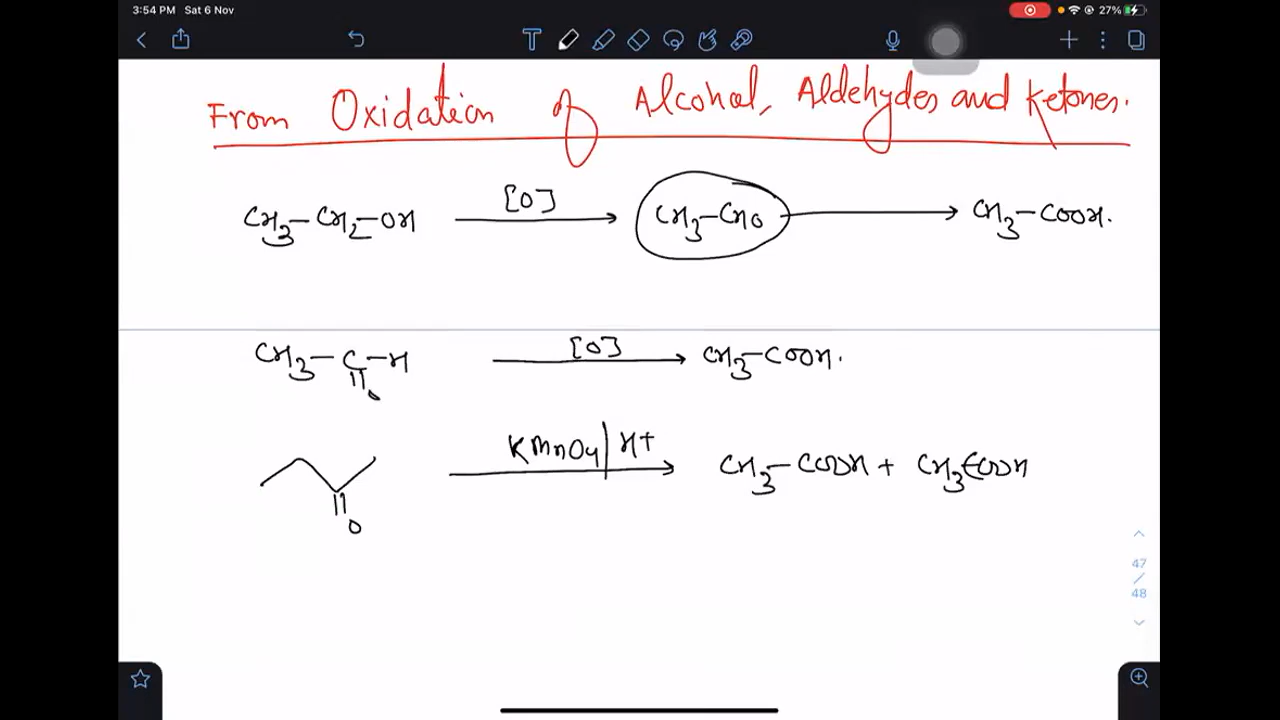 3:54 PM Sat 6 Nov
27%
From Oxidation of Alcohol, Aldehydes and Ketones.
CH3-CH2-OH [O] CH3-CHO CH3-COOH.
CH3-C-H [O] CH3-COOH.
O
KMnO4|H+ CH3-COOH + CH3COOH
O
47
/
48